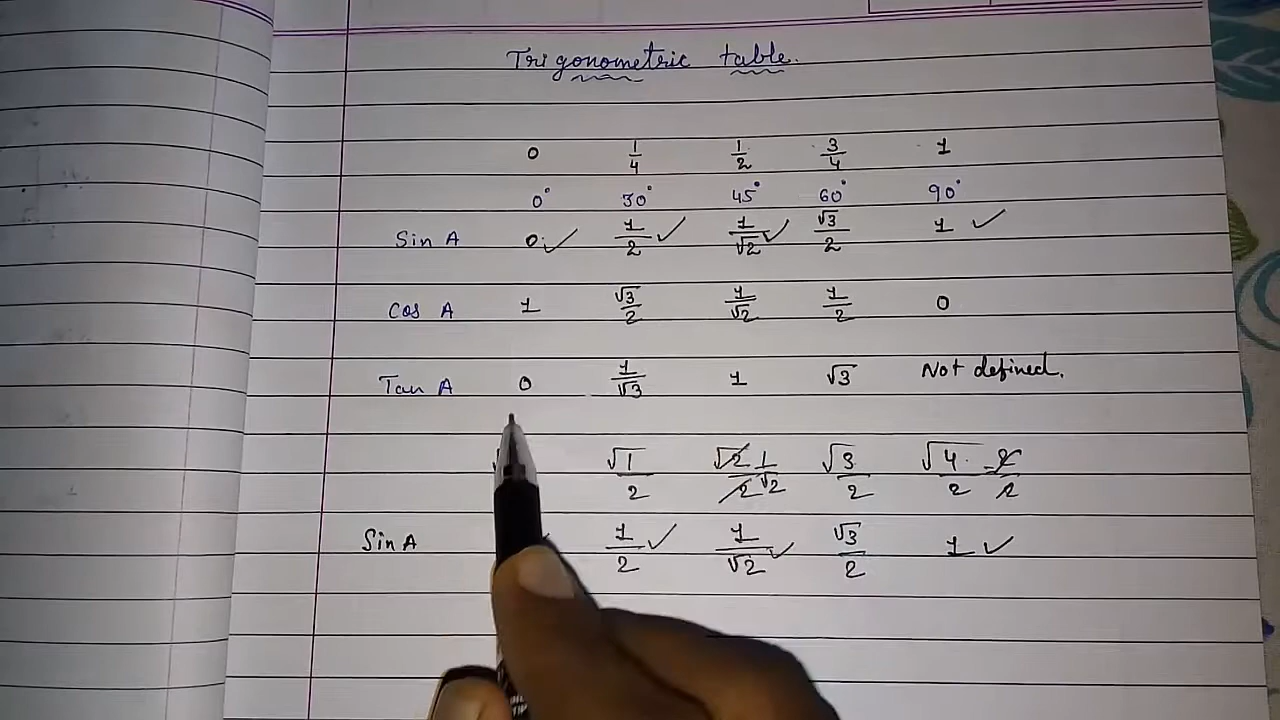 Trigonometric table.
0 1/4 1/2 3/4 1
0° 30° 45° 60° 90°
Sin A 0✓ 1/2 ✓ 1/√2 ✓ √3/2 1 ✓
Cos A 1 √3/2 1/√2 1/2 0
Tan A 0 1/√3 1 √3 Not defined.
√1/2 √2/2 1/√2 √3/2 √4/2 2/2
Sin A 1/2 ✓ 1/√2 ✓ √3/2 1 ✓